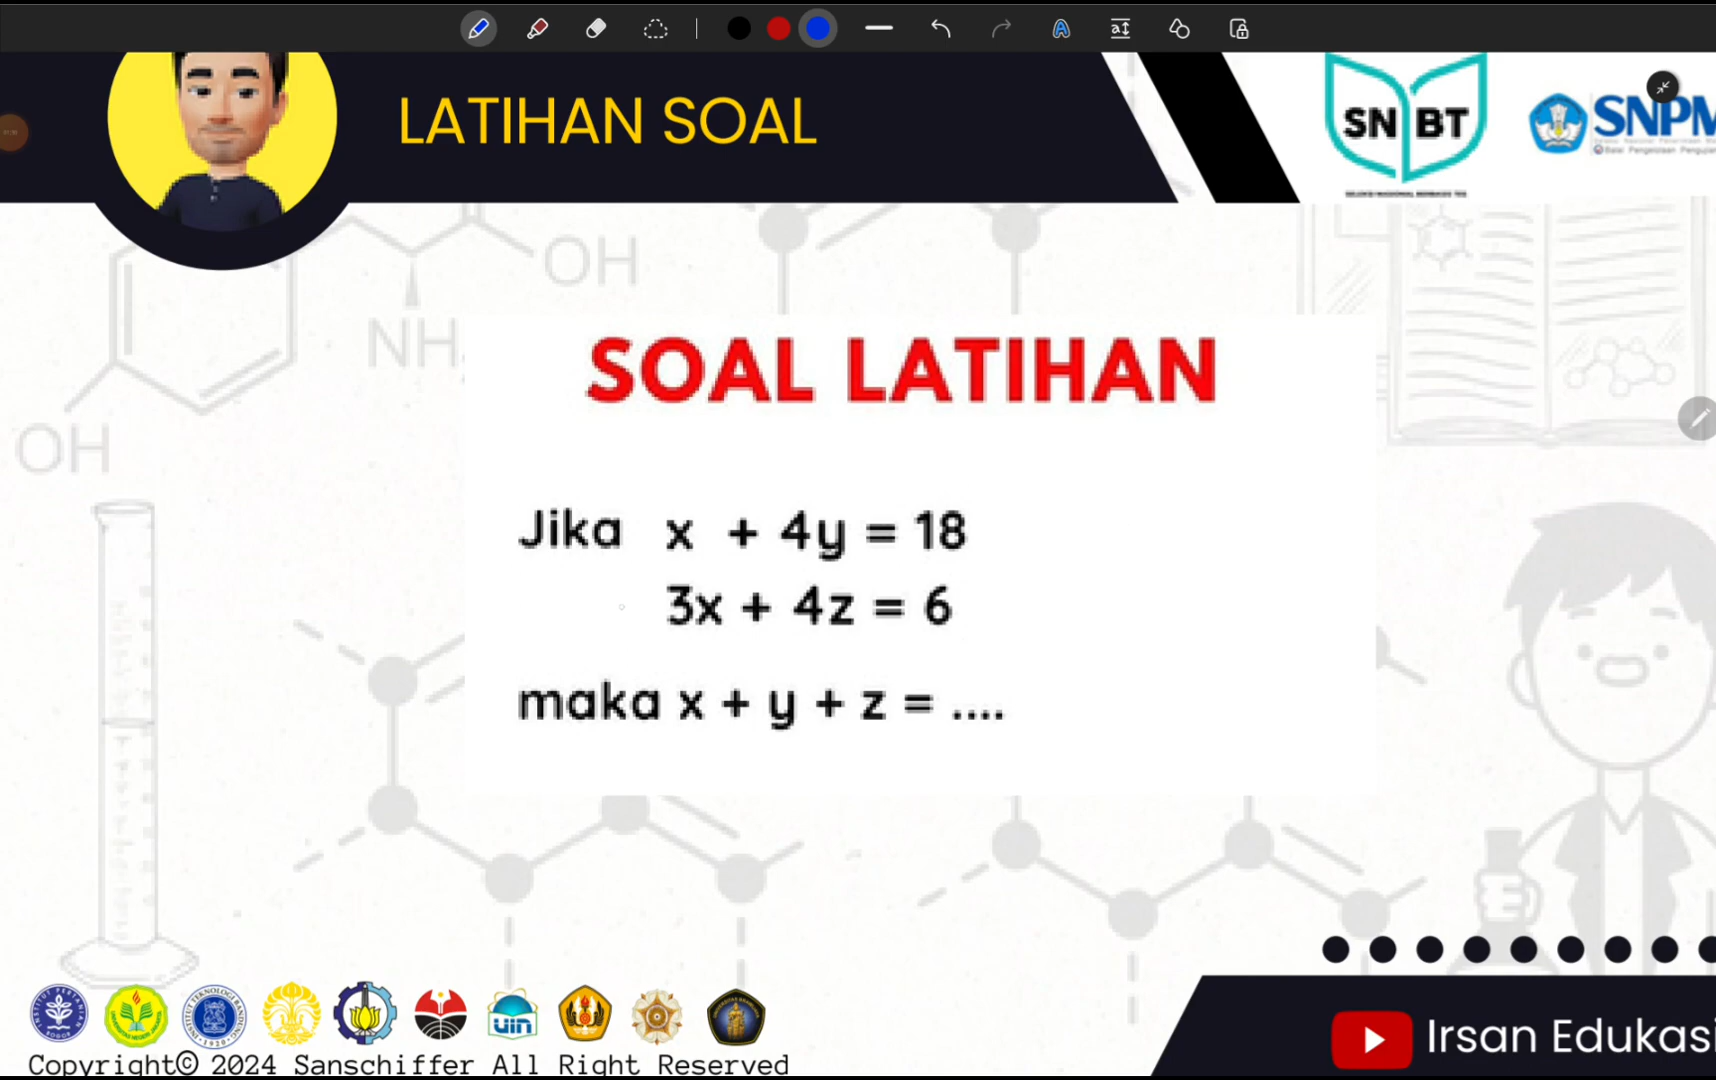 LATIHAN SOAL
SN BT
SNPM
OH
NH
OH
SOAL LATIHAN
Jika x + 4y = 18
3x + 4z = 6
maka x + y + z = ....
uin
Irsan Edukasi
Copyright© 2024 Sanschiffer All Right Reserved